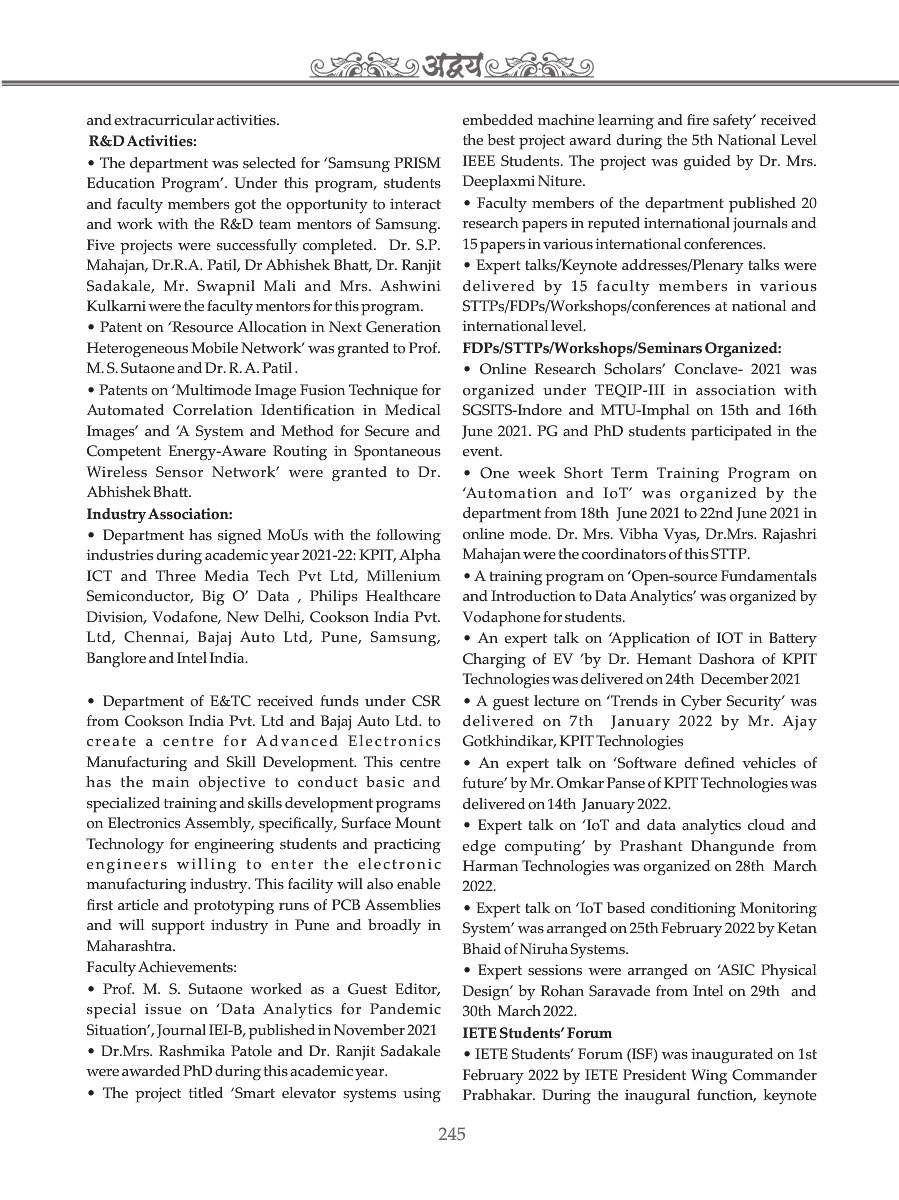 अद्वय
and extracurricular activities.
R&D Activities:
• The department was selected for ‘Samsung PRISM
Education Program’. Under this program, students
and faculty members got the opportunity to interact
and work with the R&D team mentors of Samsung.
Five projects were successfully completed. Dr. S.P.
Mahajan, Dr.R.A. Patil, Dr Abhishek Bhatt, Dr. Ranjit
Sadakale, Mr. Swapnil Mali and Mrs. Ashwini
Kulkarni were the faculty mentors for this program.
• Patent on ‘Resource Allocation in Next Generation
Heterogeneous Mobile Network’ was granted to Prof.
M. S. Sutaone and Dr. R. A. Patil .
• Patents on ‘Multimode Image Fusion Technique for
Automated Correlation Identification in Medical
Images’ and ‘A System and Method for Secure and
Competent Energy-Aware Routing in Spontaneous
Wireless Sensor Network’ were granted to Dr.
Abhishek Bhatt.
Industry Association:
• Department has signed MoUs with the following
industries during academic year 2021-22: KPIT, Alpha
ICT and Three Media Tech Pvt Ltd, Millenium
Semiconductor, Big O’ Data , Philips Healthcare
Division, Vodafone, New Delhi, Cookson India Pvt.
Ltd, Chennai, Bajaj Auto Ltd, Pune, Samsung,
Banglore and Intel India.
• Department of E&TC received funds under CSR
from Cookson India Pvt. Ltd and Bajaj Auto Ltd. to
create a centre for Advanced Electronics
Manufacturing and Skill Development. This centre
has the main objective to conduct basic and
specialized training and skills development programs
on Electronics Assembly, specifically, Surface Mount
Technology for engineering students and practicing
engineers willing to enter the electronic
manufacturing industry. This facility will also enable
first article and prototyping runs of PCB Assemblies
and will support industry in Pune and broadly in
Maharashtra.
Faculty Achievements:
• Prof. M. S. Sutaone worked as a Guest Editor,
special issue on ‘Data Analytics for Pandemic
Situation’, Journal IEI-B, published in November 2021
• Dr.Mrs. Rashmika Patole and Dr. Ranjit Sadakale
were awarded PhD during this academic year.
• The project titled ‘Smart elevator systems using
embedded machine learning and fire safety’ received
the best project award during the 5th National Level
IEEE Students. The project was guided by Dr. Mrs.
Deeplaxmi Niture.
• Faculty members of the department published 20
research papers in reputed international journals and
15 papers in various international conferences.
• Expert talks/Keynote addresses/Plenary talks were
delivered by 15 faculty members in various
STTPs/FDPs/Workshops/conferences at national and
international level.
FDPs/STTPs/Workshops/Seminars Organized:
• Online Research Scholars’ Conclave- 2021 was
organized under TEQIP-III in association with
SGSITS-Indore and MTU-Imphal on 15th and 16th
June 2021. PG and PhD students participated in the
event.
• One week Short Term Training Program on
‘Automation and IoT’ was organized by the
department from 18th June 2021 to 22nd June 2021 in
online mode. Dr. Mrs. Vibha Vyas, Dr.Mrs. Rajashri
Mahajan were the coordinators of this STTP.
• A training program on ‘Open-source Fundamentals
and Introduction to Data Analytics’ was organized by
Vodaphone for students.
• An expert talk on ‘Application of IOT in Battery
Charging of EV ‘by Dr. Hemant Dashora of KPIT
Technologies was delivered on 24th December 2021
• A guest lecture on ‘Trends in Cyber Security’ was
delivered on 7th January 2022 by Mr. Ajay
Gotkhindikar, KPIT Technologies
• An expert talk on ‘Software defined vehicles of
future’ by Mr. Omkar Panse of KPIT Technologies was
delivered on 14th January 2022.
• Expert talk on ‘IoT and data analytics cloud and
edge computing’ by Prashant Dhangunde from
Harman Technologies was organized on 28th March
2022.
• Expert talk on ‘IoT based conditioning Monitoring
System’ was arranged on 25th February 2022 by Ketan
Bhaid of Niruha Systems.
• Expert sessions were arranged on ‘ASIC Physical
Design’ by Rohan Saravade from Intel on 29th and
30th March 2022.
IETE Students’ Forum
• IETE Students’ Forum (ISF) was inaugurated on 1st
February 2022 by IETE President Wing Commander
Prabhakar. During the inaugural function, keynote
245